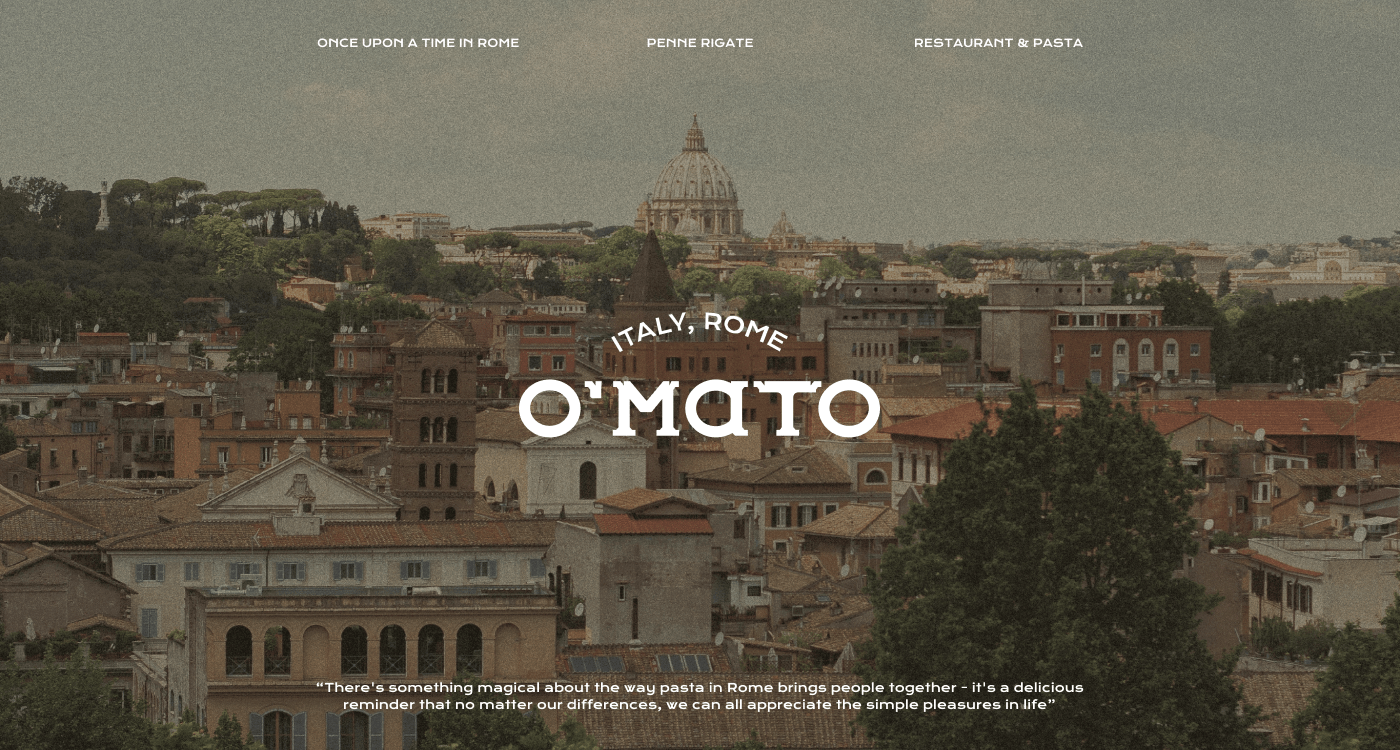 ONCE UPON A TIME IN ROME
PENNE RIGATE
RESTAURANT & PASTA
ITALY, ROME
O'MATO
“There's something magical about the way pasta in Rome brings people together - it's a delicious
reminder that no matter our differences, we can all appreciate the simple pleasures in life”